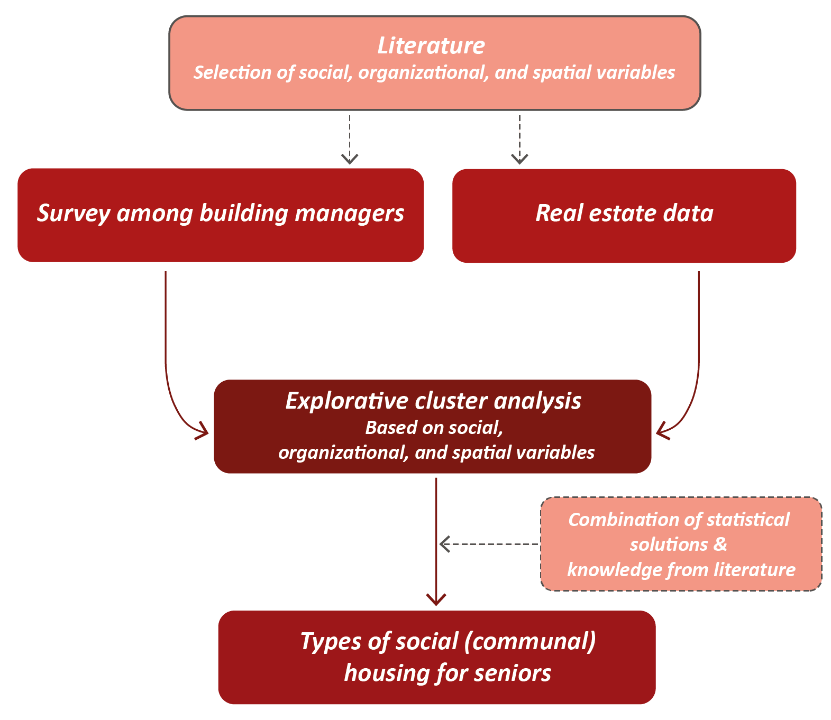 Literature
Selection of social, organizational, and spatial variables
Survey among building managers
Real estate data
Explorative cluster analysis
Based on social,
organizational, and spatial variables
Combination of statistical
solutions &
knowledge from literature
Types of social (communal)
housing for seniors